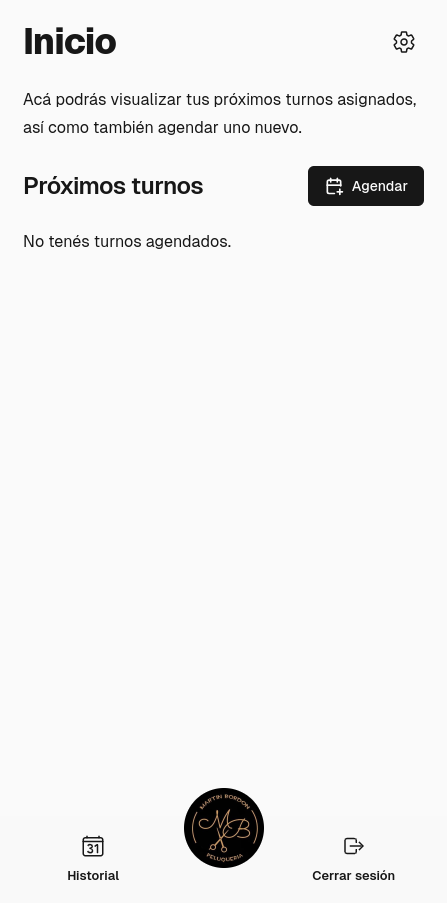 Inicio
Acá podrás visualizar tus próximos turnos asignados,
así como también agendar uno nuevo.
Próximos turnos
Agendar
No tenés turnos agendados.
MARTIN BORDON
MB
PELUQUERIA
31
Historial
Cerrar sesión